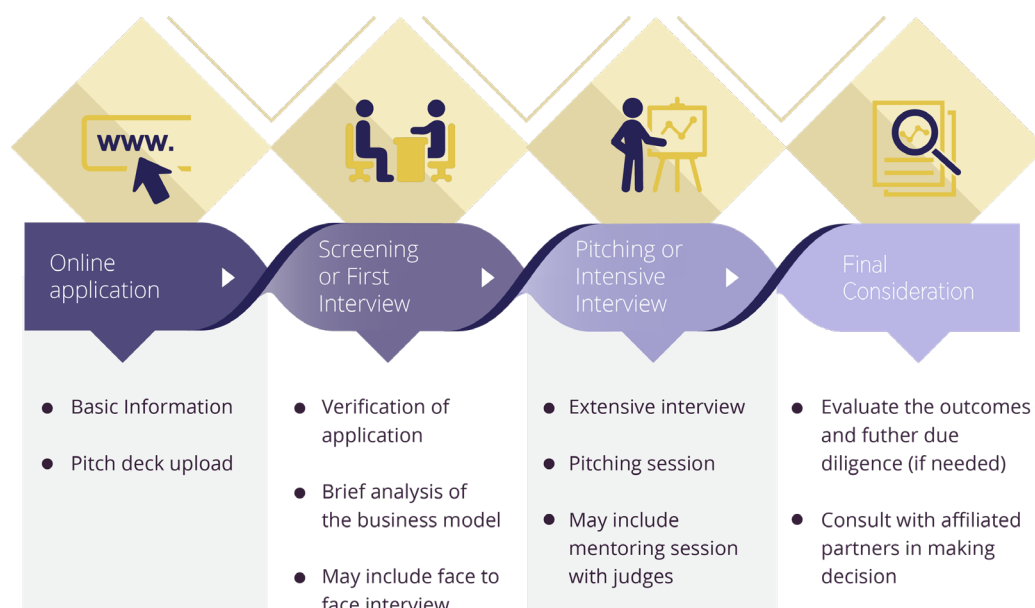 www.
Online
application
Screening
or First
Interview
Pitching or
Intensive
Interview
Final
Consideration
Basic Information
Pitch deck upload
Verification of
application
Brief analysis of
the business model
May include face to
face interview
Extensive interview
Pitching session
May include
mentoring session
with judges
Evaluate the outcomes
and futher due
diligence (if needed)
Consult with affiliated
partners in making
decision